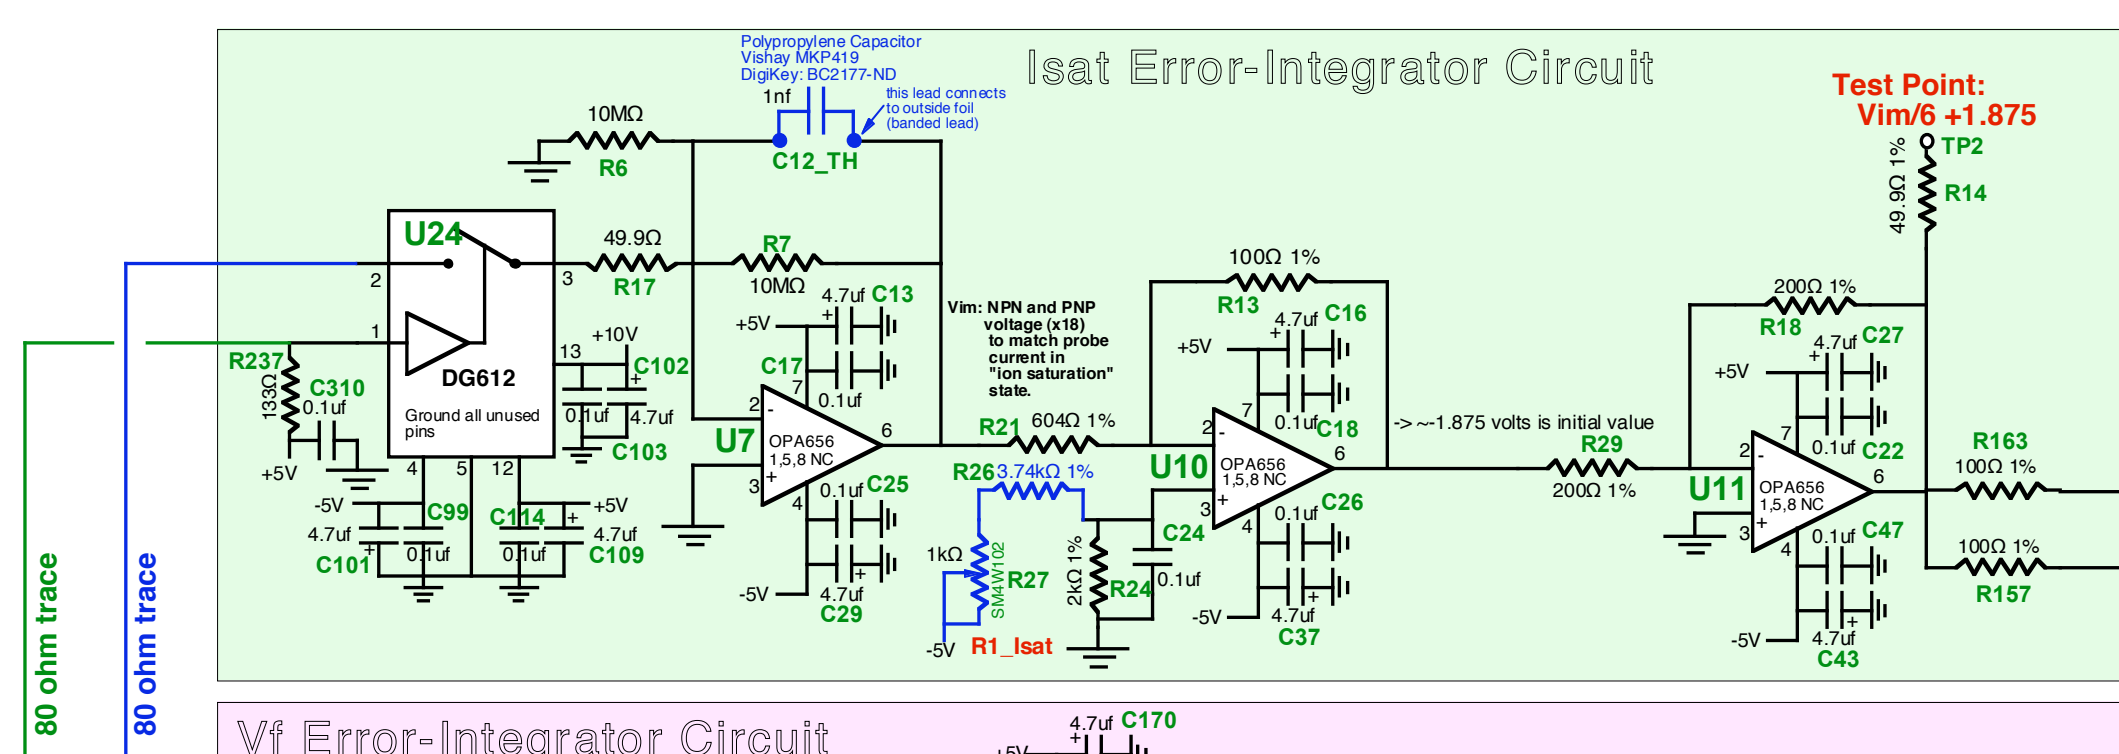 Isat Error-Integrator Circuit
Polypropylene Capacitor
Vishay MKP419
DigiKey: BC2177-ND
1nf
this lead connects
to outside foil
(banded lead)
C12_TH
10MΩ
R6
U24
2
3
1
DG612
Ground all unused
pins
13
4
5
12
49.9Ω
R17
R7
10MΩ
R237
133Ω
C310
0.1uf
+5V
+10V
C102
0.1uf
4.7uf
C103
-5V
4.7uf
C99
C101
+
0.1uf
C114
+5V
+
4.7uf
0.1uf
C109
4.7uf
C13
+5V
+
C17
7
0.1uf
2
-
U7
OPA656
1,5,8 NC
6
+
3
4
0.1uf
C25
-5V
+
4.7uf
C29
Vim: NPN and PNP
voltage (x18)
to match probe
current in
"ion saturation"
state.
R21
604Ω 1%
R26
3.74kΩ 1%
1kΩ
SM4W102
R27
-5V
R1_Isat
2kΩ 1%
R24
C24
0.1uf
100Ω 1%
R13
4.7uf
C16
+5V
+
7
0.1uf
C18
2
-
U10
OPA656
1,5,8 NC
6
+
3
4
0.1uf
C26
-5V
+
4.7uf
C37
-> ~-1.875 volts is initial value
R29
200Ω 1%
200Ω 1%
R18
4.7uf
C27
+5V
+
7
0.1uf
C22
2
-
U11
OPA656
1,5,8 NC
6
+
3
4
0.1uf
C47
-5V
+
4.7uf
C43
Test Point:
Vim/6 +1.875
TP2
49.9Ω 1%
R14
R163
100Ω 1%
100Ω 1%
R157
80 ohm trace
80 ohm trace
Vf Error-Integrator Circuit
4.7uf
C170
+
+5V